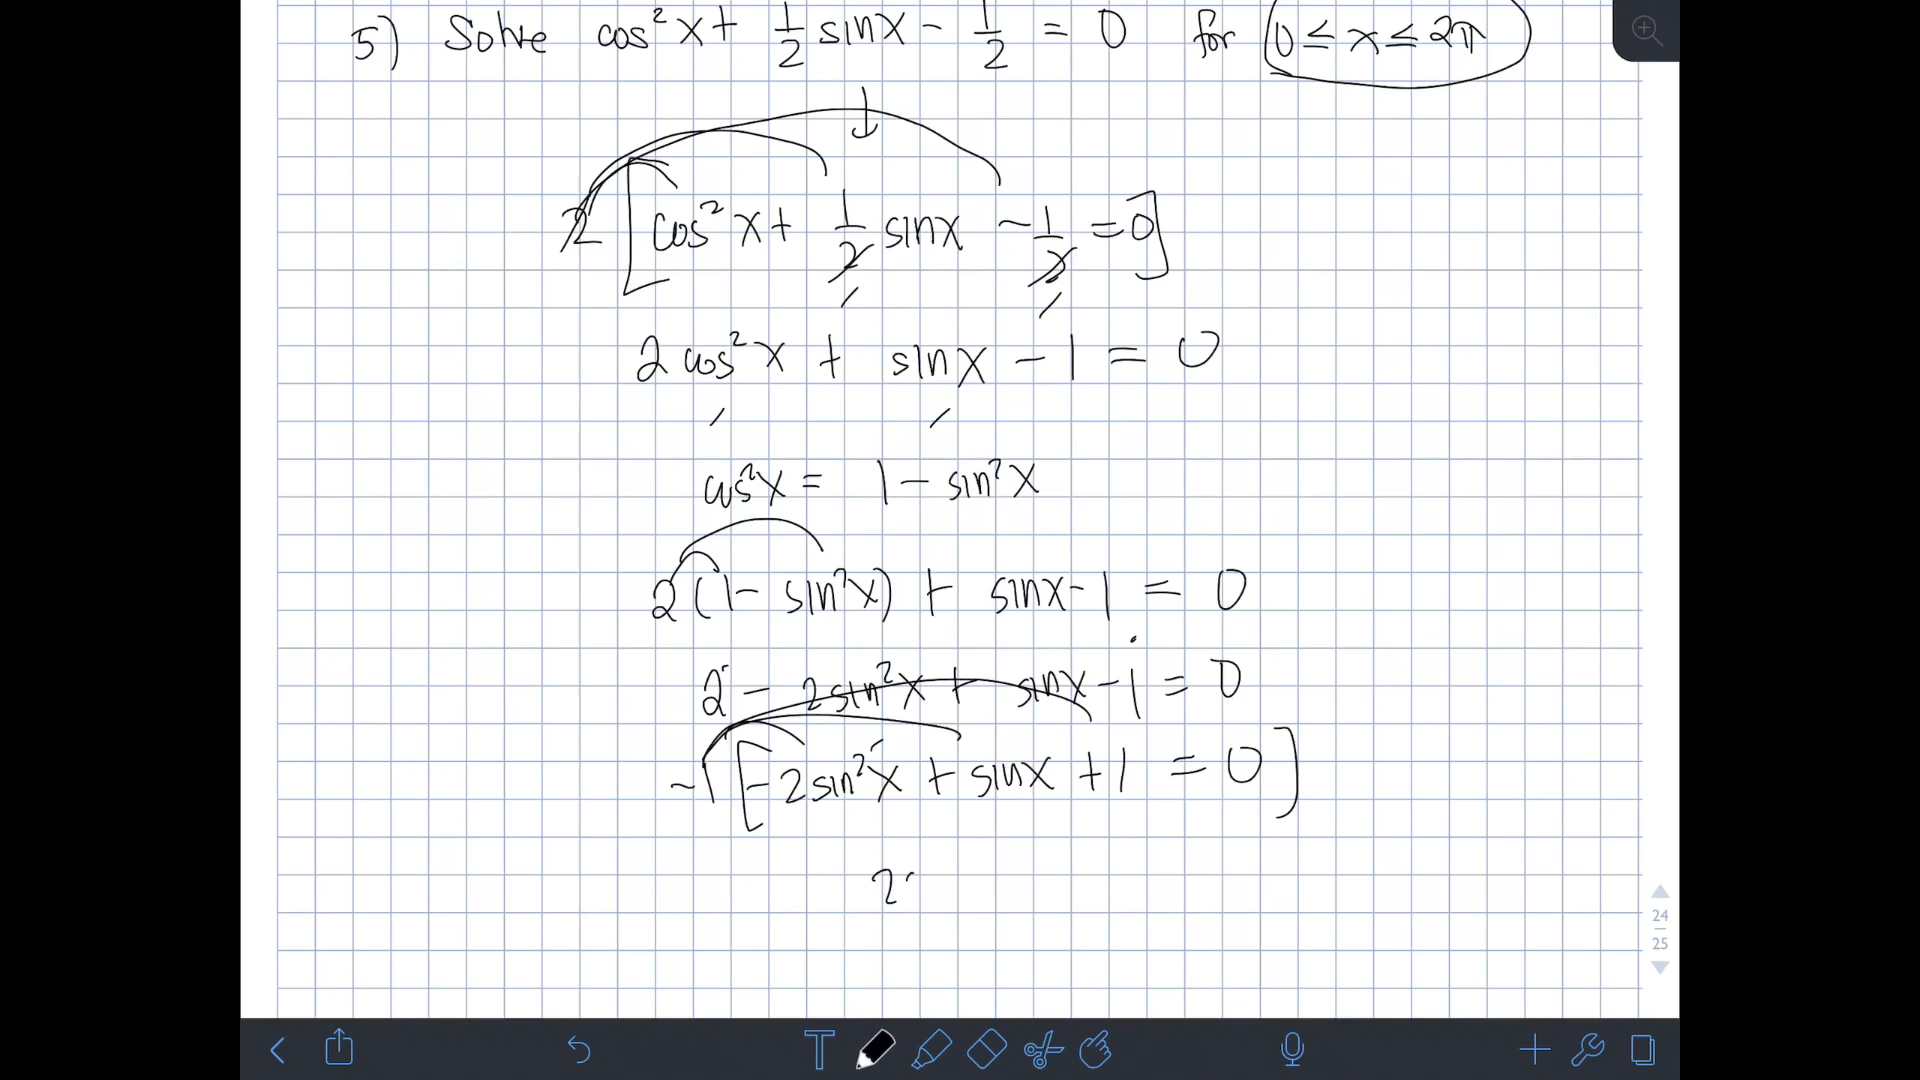 5) Solve cos²x + 1/2 sinx - 1/2 = 0 for 0 ≤ x ≤ 2π
2 [cos²x + 1/2 sinx - 1/2 = 0]
2 cos²x + sinx - 1 = 0
cos²x = 1 - sin²x
2(1 - sin²x) + sinx - 1 = 0
2 - 2sin²x + sinx - 1 = 0
-1 [-2sin²x + sinx + 1 = 0]
2
T
24
25